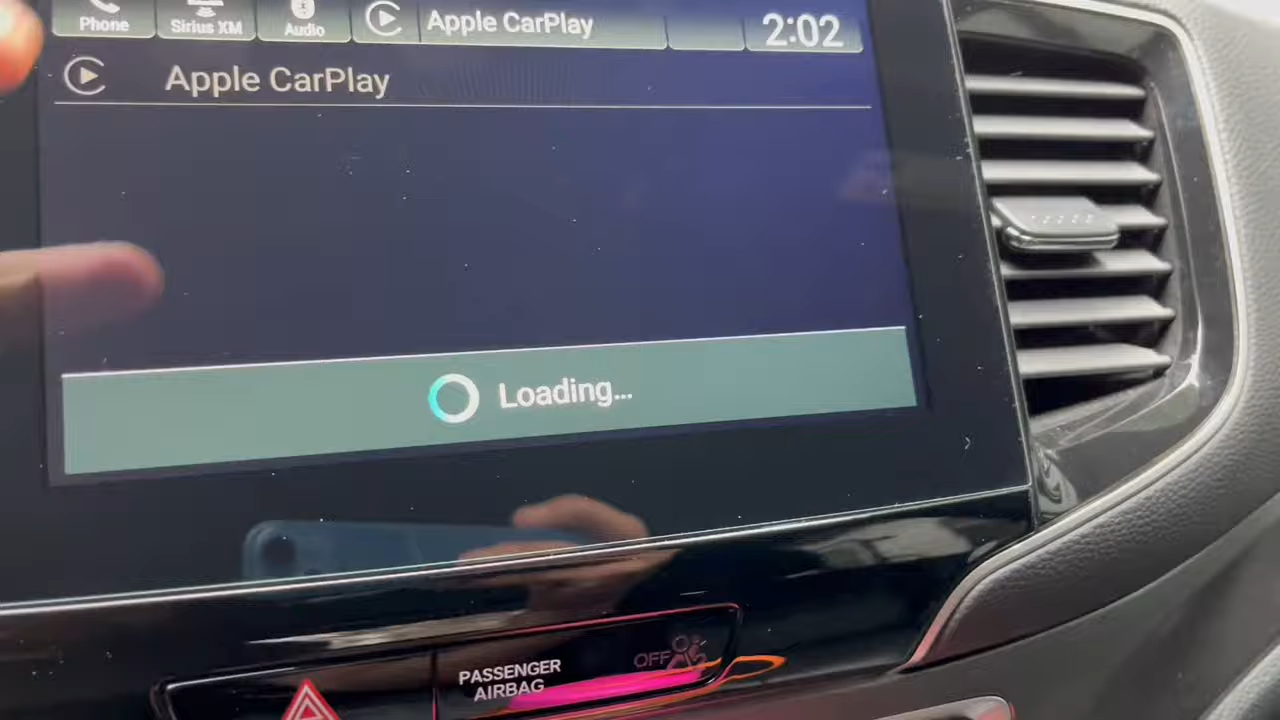 Phone
Sirius XM
Audio
Apple CarPlay
2:02
Apple CarPlay
Loading...
PASSENGER
AIRBAG
OFF